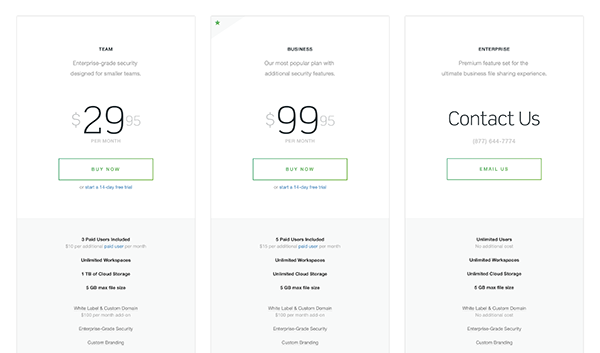 TEAM
Enterprise-grade security
designed for smaller teams.
$29.95
PER MONTH
BUY NOW
or start a 14-day free trial
3 Paid Users Included
$10 per additional paid user per month
Unlimited Workspaces
1 TB of Cloud Storage
5 GB max file size
White Label & Custom Domain
$100 per month add-on
Enterprise-Grade Security
Custom Branding
BUSINESS
Our most popular plan with
additional security features.
$99.95
PER MONTH
BUY NOW
or start a 14-day free trial
5 Paid Users Included
$10 per additional paid user per month
Unlimited Workspaces
Unlimited Cloud Storage
5 GB max file size
White Label & Custom Domain
$100 per month add-on
Enterprise-Grade Security
Custom Branding
ENTERPRISE
Premium feature set for the
ultimate business file sharing experience.
Contact Us
(877) 644-7774
EMAIL US
Unlimited Users
No additional cost
Unlimited Workspaces
Unlimited Cloud Storage
5 GB max file size
White Label & Custom Domain
No additional cost
Enterprise-Grade Security
Custom Branding